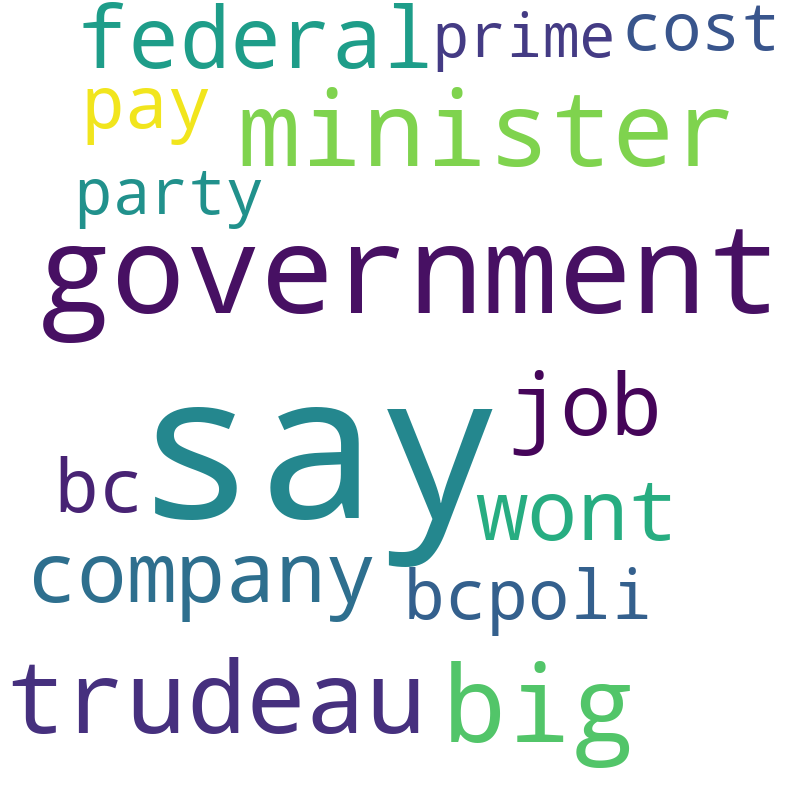 federal prime cost
pay minister
party
government
job
say
bc wont
company bcpoli
trudeau big